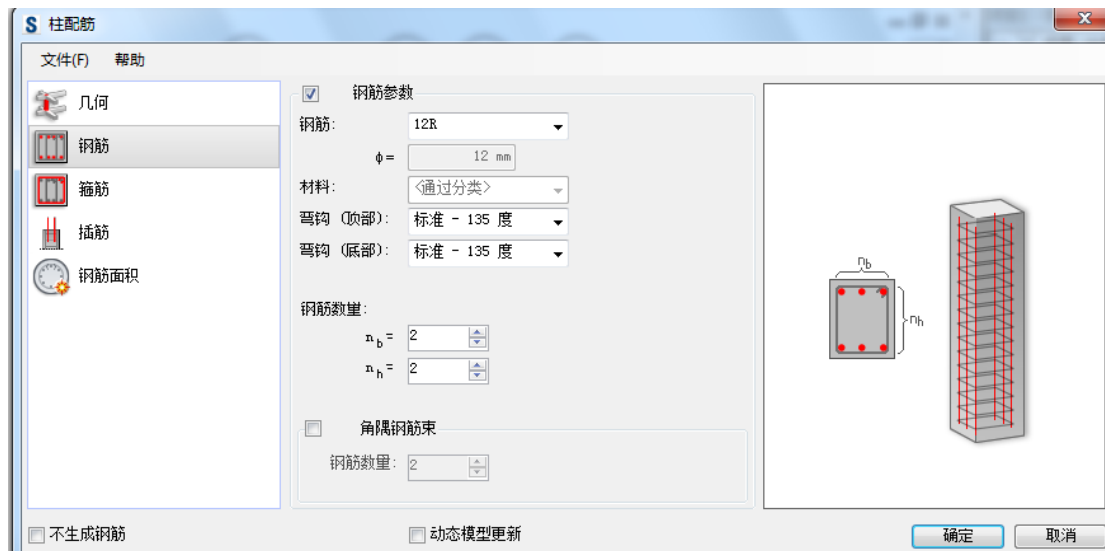 S 柱配筋
文件(F) 帮助
几何
钢筋
箍筋
插筋
钢筋面积
钢筋参数
钢筋: 12R
ϕ= 12 mm
材料: <通过分类>
弯钩 (顶部): 标准 - 135 度
弯钩 (底部): 标准 - 135 度
钢筋数量:
n b = 2
n h = 2
角隅钢筋束
钢筋数量: 2
nb
nh
不生成钢筋 动态模型更新 确定 取消